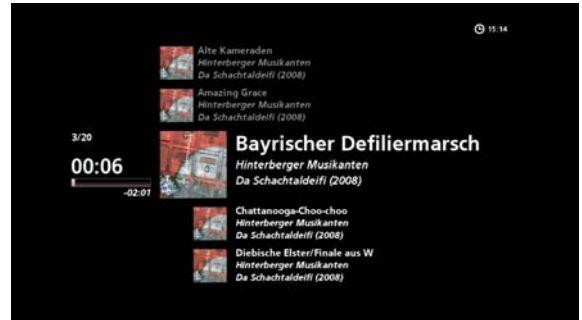 15:14
Alte Kameraden
Hinterberger Musikanten
Da Schachtaldeifi (2008)
Amazing Grace
Hinterberger Musikanten
Da Schachtaldeifi (2008)
3/20
00:06
-02:01
Bayrischer Defiliermarsch
Hinterberger Musikanten
Da Schachtaldeifi (2008)
Chattanooga-Choo-choo
Hinterberger Musikanten
Da Schachtaldeifi (2008)
Diebische Elster/Finale aus W
Hinterberger Musikanten
Da Schachtaldeifi (2008)